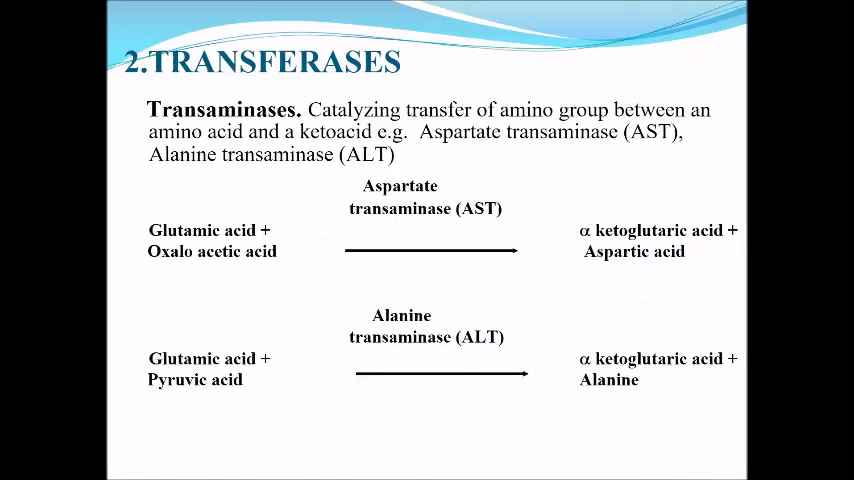 2.TRANSFERASES
Transaminases. Catalyzing transfer of amino group between an
amino acid and a ketoacid e.g. Aspartate transaminase (AST),
Alanine transaminase (ALT)
Aspartate
transaminase (AST)
Glutamic acid +
Oxalo acetic acid
α ketoglutaric acid +
Aspartic acid
Alanine
transaminase (ALT)
Glutamic acid +
Pyruvic acid
α ketoglutaric acid +
Alanine